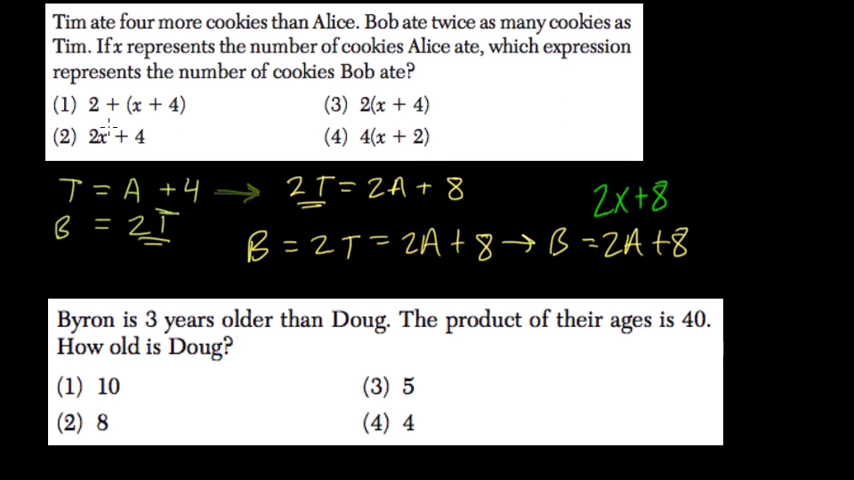 Tim ate four more cookies than Alice. Bob ate twice as many cookies as
Tim. If x represents the number of cookies Alice ate, which expression
represents the number of cookies Bob ate?
(1) 2 + (x + 4) (3) 2(x + 4)
(2) 2x + 4 (4) 4(x + 2)
T = A + 4 → 2T = 2A + 8
2x+8
B = 2T
B = 2T = 2A + 8 → B = 2A + 8
Byron is 3 years older than Doug. The product of their ages is 40.
How old is Doug?
(1) 10 (3) 5
(2) 8 (4) 4